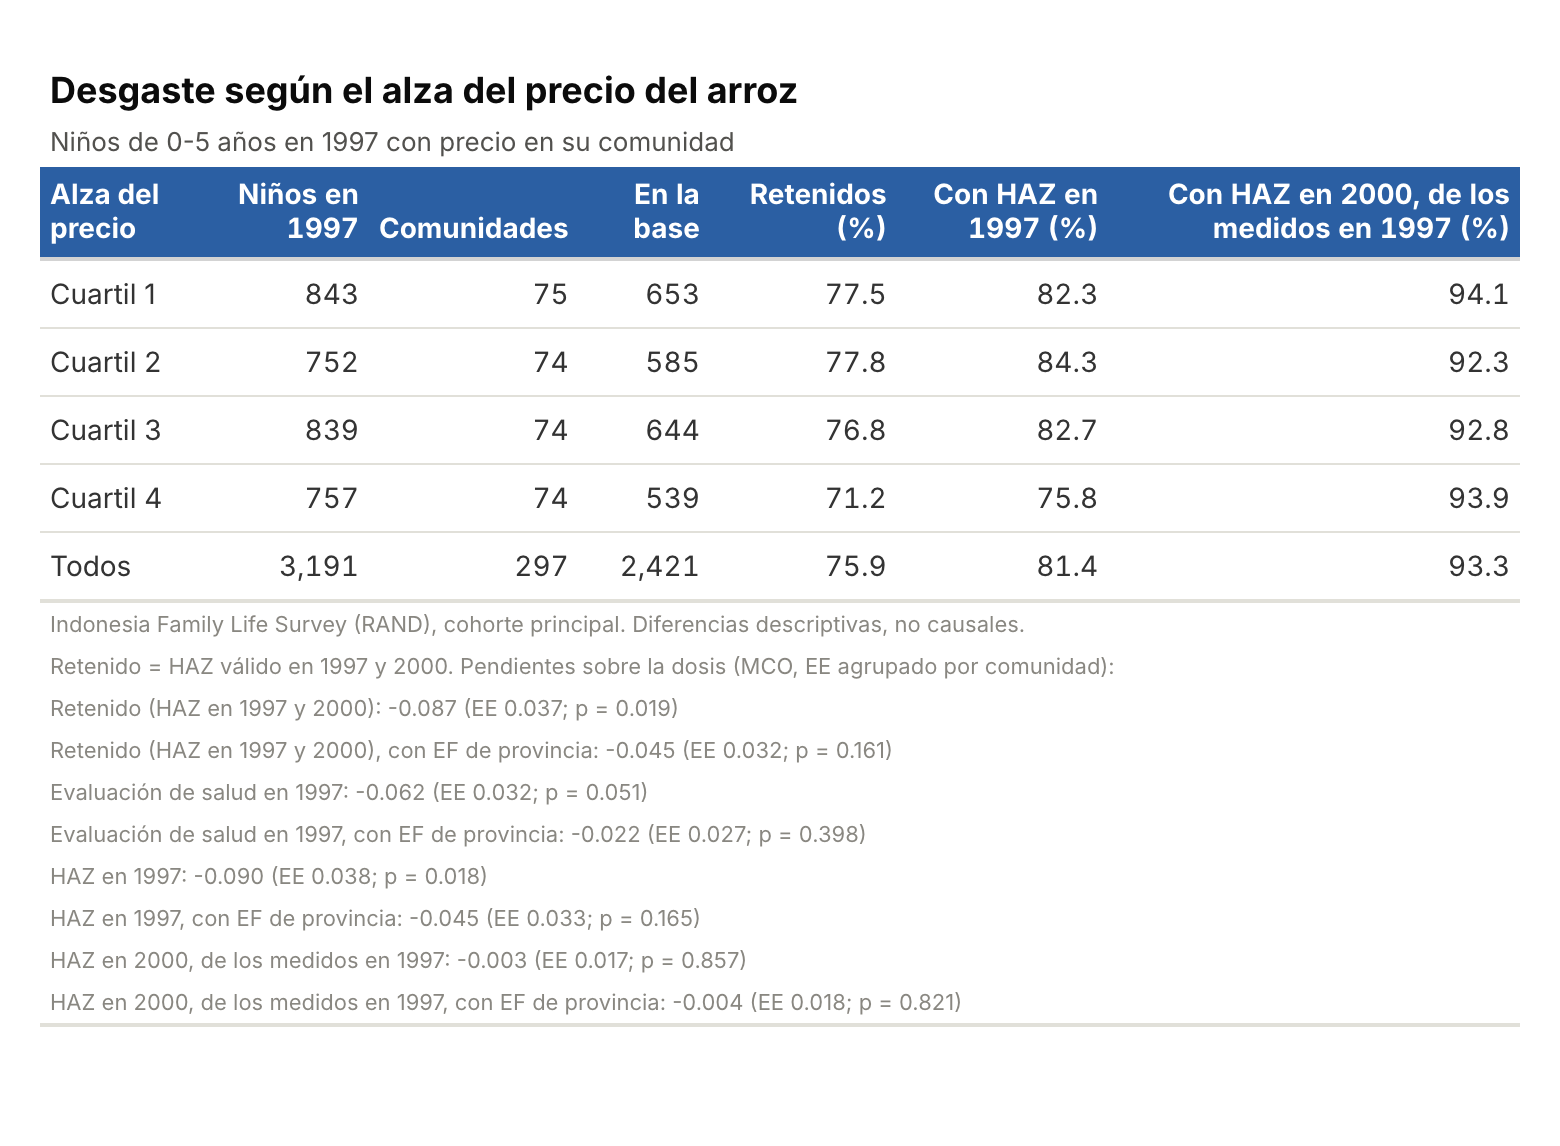 Desgaste según el alza del precio del arroz
Niños de 0-5 años en 1997 con precio en su comunidad
Alza del precio	Niños en 1997	Comunidades	En la base	Retenidos (%)	Con HAZ en 1997 (%)	Con HAZ en 2000, de los medidos en 1997 (%)
Cuartil 1	843	75	653	77.5	82.3	94.1
Cuartil 2	752	74	585	77.8	84.3	92.3
Cuartil 3	839	74	644	76.8	82.7	92.8
Cuartil 4	757	74	539	71.2	75.8	93.9
Todos	3,191	297	2,421	75.9	81.4	93.3
Indonesia Family Life Survey (RAND), cohorte principal. Diferencias descriptivas, no causales.
Retenido = HAZ válido en 1997 y 2000. Pendientes sobre la dosis (MCO, EE agrupado por comunidad):
Retenido (HAZ en 1997 y 2000): -0.087 (EE 0.037; p = 0.019)
Retenido (HAZ en 1997 y 2000), con EF de provincia: -0.045 (EE 0.032; p = 0.161)
Evaluación de salud en 1997: -0.062 (EE 0.032; p = 0.051)
Evaluación de salud en 1997, con EF de provincia: -0.022 (EE 0.027; p = 0.398)
HAZ en 1997: -0.090 (EE 0.038; p = 0.018)
HAZ en 1997, con EF de provincia: -0.045 (EE 0.033; p = 0.165)
HAZ en 2000, de los medidos en 1997: -0.003 (EE 0.017; p = 0.857)
HAZ en 2000, de los medidos en 1997, con EF de provincia: -0.004 (EE 0.018; p = 0.821)